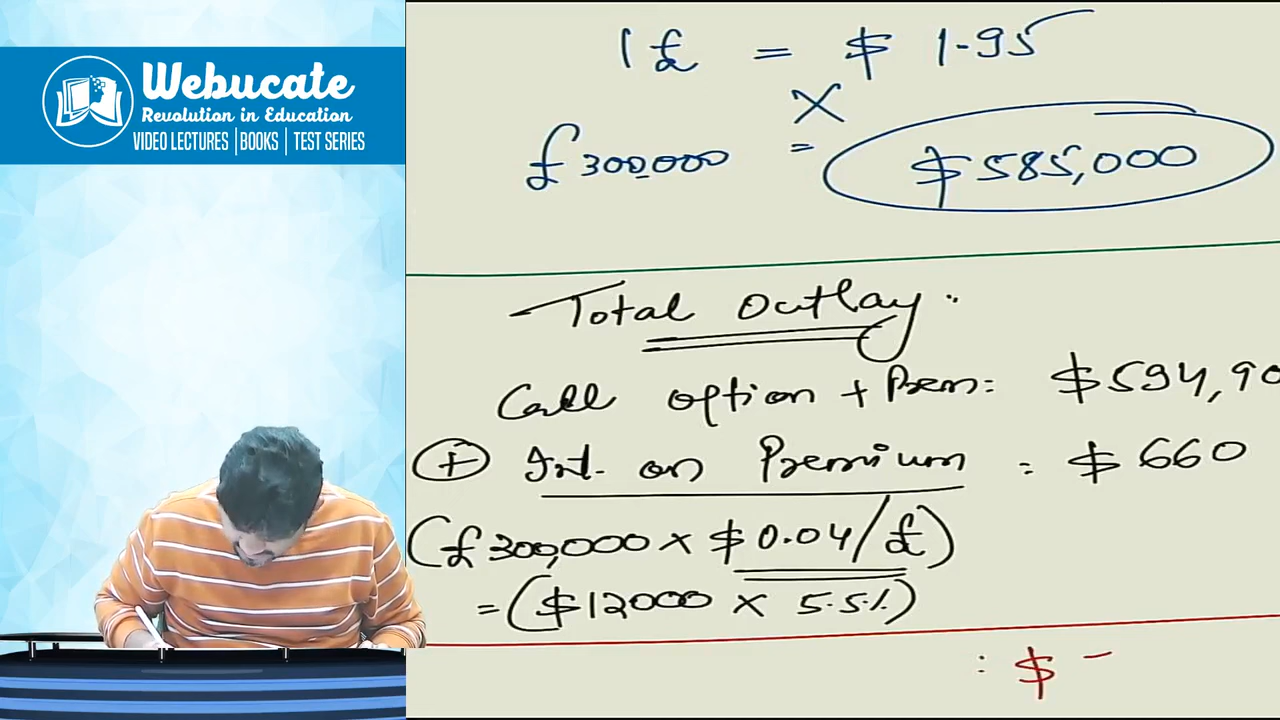 Webucate
Revolution in Education
VIDEO LECTURES | BOOKS | TEST SERIES
1 £ = $ 1.95
X
£ 300,000 = $ 585,000
Total Outlay :
Call option + Prem: $ 594,90
+ Int. on Premium : $ 660
(£300,000 × $ 0.04/£)
= ($12000 × 5.5%)
: $